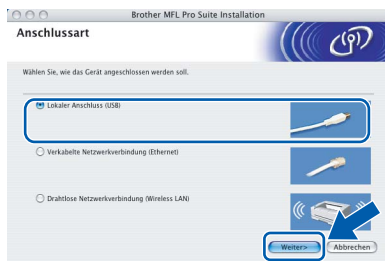 Brother MFL Pro Suite Installation
Anschlussart
Wählen Sie, wie das Gerät angeschlossen werden soll.
Lokaler Anschluss (USB)
Verkabelte Netzwerkverbindung (Ethernet)
Drahtlose Netzwerkverbindung (Wireless LAN)
Weiter> Abbrechen